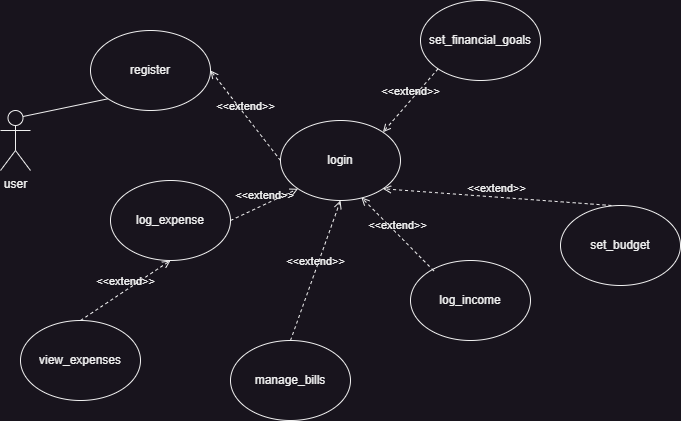 set_financial_goals
register
<<extend>>
<<extend>>
login
user
<<extend>>
<<extend>>
log_expense
<<extend>>
set_budget
<<extend>>
<<extend>>
log_income
view_expenses
manage_bills